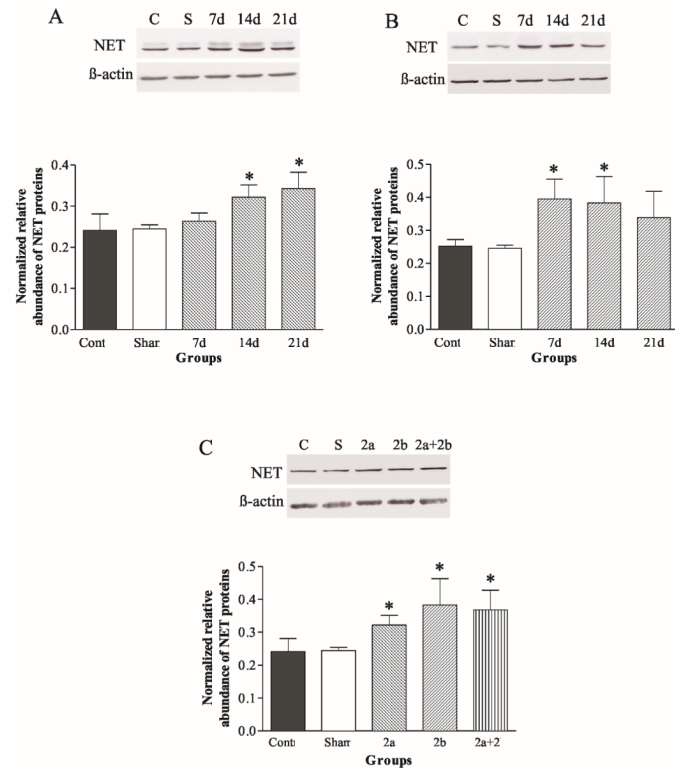 A
C S 7d 14d 21d
NET
ß-actin
Normalized relative
abundance of NET proteins
0.4
0.3
0.2
0.1
0.0
* *
Cont Shar 7d 14d 21d
Groups
B
C S 7d 14d 21d
NET
ß-actin
Normalized relative
abundance of NET proteins
0.5
0.4
0.3
0.2
0.1
0.0
* *
Cont Shar 7d 14d 21d
Groups
C
C S 2a 2b 2a+2b
NET
ß-actin
Normalized relative
abundance of NET proteins
0.5
0.4
0.3
0.2
0.1
0.0
* * *
Cont Sham 2a 2b 2a+2
Groups